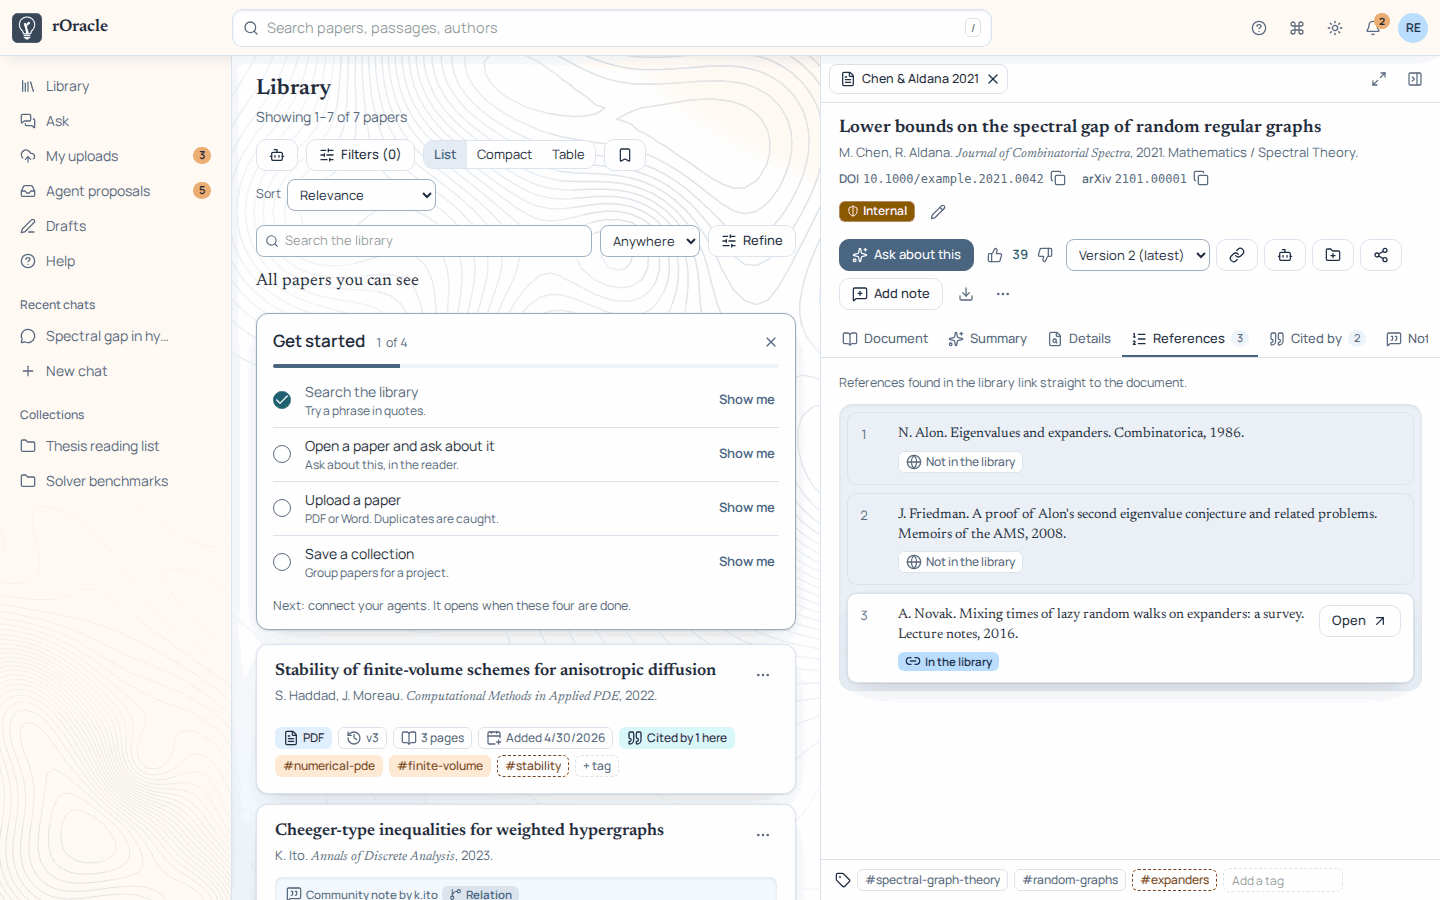 rOracle
Search papers, passages, authors
/
2
RE
Library
Ask
My uploads
3
Agent proposals
5
Drafts
Help
Recent chats
Spectral gap in hy...
New chat
Collections
Thesis reading list
Solver benchmarks
Library
Showing 1–7 of 7 papers
Filters (0)
List
Compact
Table
Sort
Relevance
Search the library
Anywhere
Refine
All papers you can see
Get started
1 of 4
Search the library
Try a phrase in quotes.
Show me
Open a paper and ask about it
Ask about this, in the reader.
Show me
Upload a paper
PDF or Word. Duplicates are caught.
Show me
Save a collection
Group papers for a project.
Show me
Next: connect your agents. It opens when these four are done.
Stability of finite-volume schemes for anisotropic diffusion
S. Haddad, J. Moreau. Computational Methods in Applied PDE, 2022.
PDF
v3
3 pages
Added 4/30/2026
Cited by 1 here
#numerical-pde
#finite-volume
#stability
+ tag
Cheeger-type inequalities for weighted hypergraphs
K. Ito. Annals of Discrete Analysis, 2023.
Community note by k.ito
Relation
Chen & Aldana 2021
Lower bounds on the spectral gap of random regular graphs
M. Chen, R. Aldana. Journal of Combinatorial Spectra, 2021. Mathematics / Spectral Theory.
DOI 10.1000/example.2021.0042
arXiv 2101.00001
Internal
Ask about this
39
Version 2 (latest)
Add note
Document
Summary
Details
References
3
Cited by
2
Not
References found in the library link straight to the document.
1
N. Alon. Eigenvalues and expanders. Combinatorica, 1986.
Not in the library
2
J. Friedman. A proof of Alon's second eigenvalue conjecture and related problems.
Memoirs of the AMS, 2008.
Not in the library
3
A. Novak. Mixing times of lazy random walks on expanders: a survey.
Lecture notes, 2016.
In the library
Open
#spectral-graph-theory
#random-graphs
#expanders
Add a tag